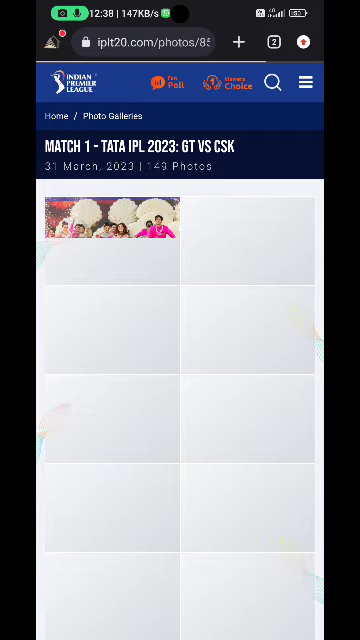 12:38 | 147KB/s
iplt20.com/photos/85
2
INDIAN
PREMIER
LEAGUE
Fan
Poll
Viewers
Choice
Home / Photo Galleries
MATCH 1 - TATA IPL 2023: GT VS CSK
31 March, 2023 | 149 Photos